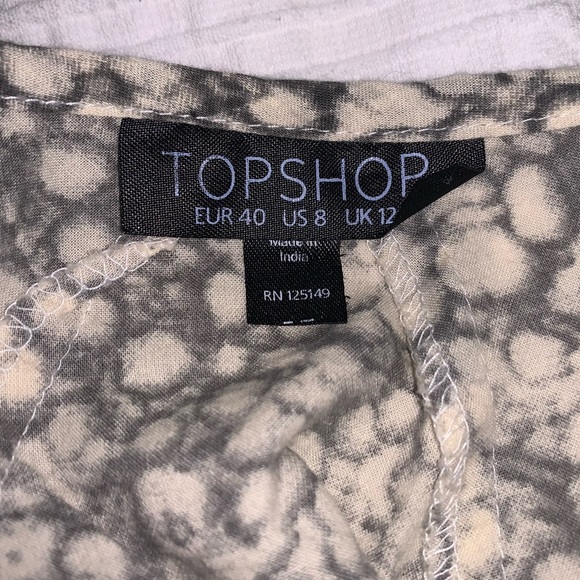 TOPSHOP
EUR 40 US 8 UK 12
Made in
India
RN 125149